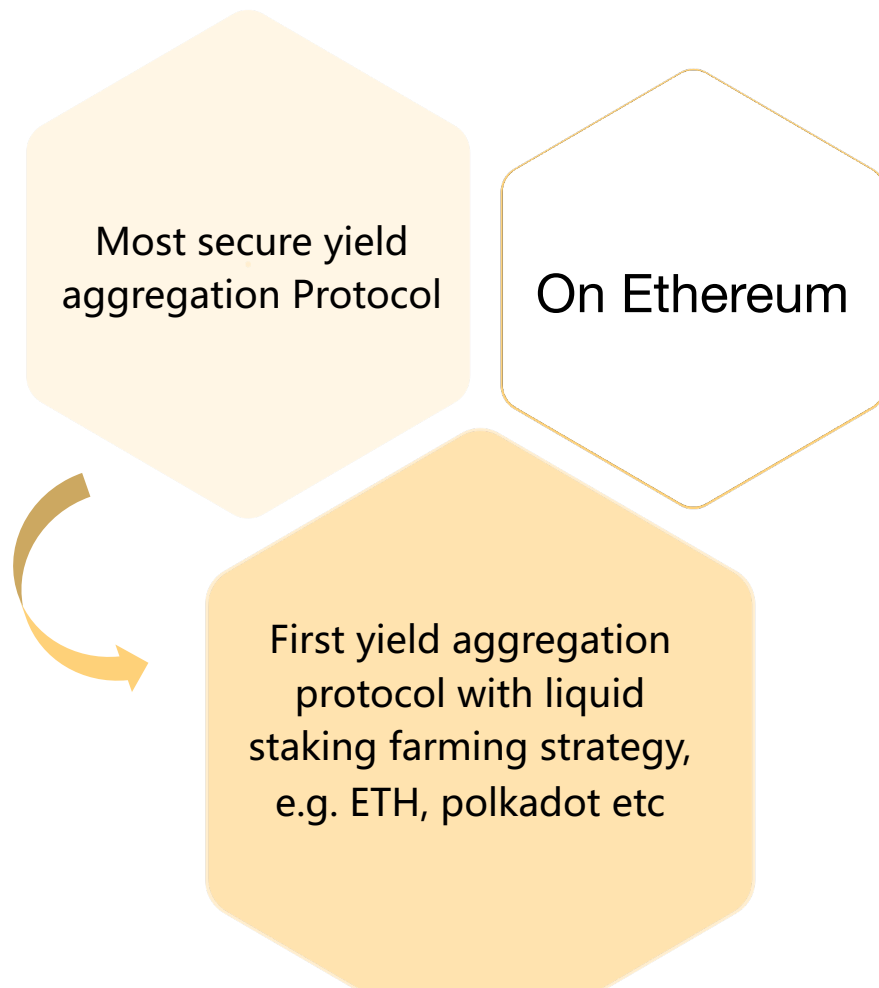 Most secure yield
aggregation Protocol
On Ethereum
First yield aggregation
protocol with liquid
staking farming strategy,
e.g. ETH, polkadot etc